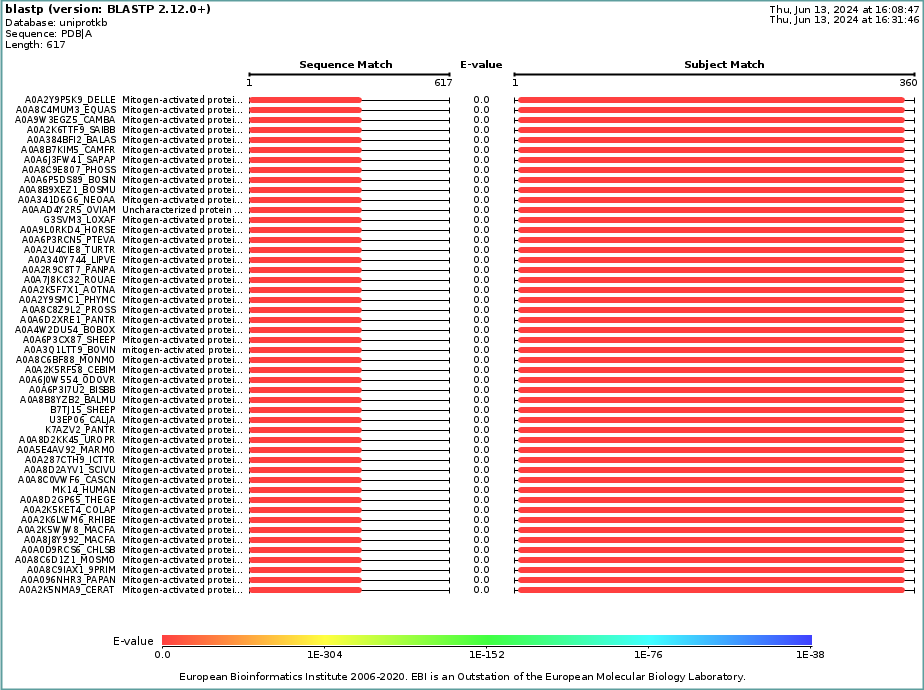 blastp (version: BLASTP 2.12.0+)
Database: uniprotkb
Sequence: PDB|A
Length: 617
Thu, Jun 13, 2024 at 16:08:47
Thu, Jun 13, 2024 at 16:31:46
Sequence Match E-value Subject Match
1 617 1 360
A0A2Y9P5K9_DELLE Mitogen-activated protei... 0.0
A0A8C4MUM3_EQUAS Mitogen-activated protei... 0.0
A0A9W3EGZ5_CAMBA Mitogen-activated protei... 0.0
A0A2K6TTF9_SAIBB Mitogen-activated protei... 0.0
A0A384BFI2_BALAS Mitogen-activated protei... 0.0
A0A8B7KIM5_CAMFR Mitogen-activated protei... 0.0
A0A6J3FW41_SAPAP Mitogen-activated protei... 0.0
A0A8C9E807_PHOSS Mitogen-activated protei... 0.0
A0A6P5DS89_BOSIN Mitogen-activated protei... 0.0
A0A8B9XEZ1_BOSMU Mitogen-activated protei... 0.0
A0A341D6G6_NEOAA Mitogen-activated protei... 0.0
A0AAD4Y2R5_OVIAM Uncharacterized protein ... 0.0
G3SVM3_LOXAF Mitogen-activated protei... 0.0
A0A9L0RKD4_HORSE Mitogen-activated protei... 0.0
A0A6P3RCN5_PTEVA Mitogen-activated protei... 0.0
A0A2U4CIE8_TURTR Mitogen-activated protei... 0.0
A0A340Y744_LIPVE Mitogen-activated protei... 0.0
A0A2R9C8T7_PANPA Mitogen-activated protei... 0.0
A0A7J8KC32_ROUAE Mitogen-activated protei... 0.0
A0A2K5F7X1_AOTNA Mitogen-activated protei... 0.0
A0A2Y9SMC1_PHYMC Mitogen-activated protei... 0.0
A0A8C8Z9L2_PROSS Mitogen-activated protei... 0.0
A0A6D2XRE1_PANTR Mitogen-activated protei... 0.0
A0A4W2DU54_BOBOX Mitogen-activated protei... 0.0
A0A6P3CX87_SHEEP Mitogen-activated protei... 0.0
A0A3Q1LTT9_BOVIN mitogen-activated protei... 0.0
A0A8C6BF88_MONMO Mitogen-activated protei... 0.0
A0A2K5RF58_CEBIM Mitogen-activated protei... 0.0
A0A6J0W554_ODOVR Mitogen-activated protei... 0.0
A0A6P3I7U2_BISBB Mitogen-activated protei... 0.0
A0A8B8YZB2_BALMU Mitogen-activated protei... 0.0
B7TJ15_SHEEP Mitogen-activated protei... 0.0
U3EP06_CALJA Mitogen-activated protei... 0.0
K7AZV2_PANTR Mitogen-activated protei... 0.0
A0A8D2KK45_UROPR Mitogen-activated protei... 0.0
A0A5E4AV92_MARMO Mitogen-activated protei... 0.0
A0A287CTH9_ICTTR Mitogen-activated protei... 0.0
A0A8D2AYV1_SCIVU Mitogen-activated protei... 0.0
A0A8C0VWF6_CASCN Mitogen-activated protei... 0.0
MK14_HUMAN Mitogen-activated protei... 0.0
A0A8D2GP65_THEGE Mitogen-activated protei... 0.0
A0A2K5KET4_COLAP Mitogen-activated protei... 0.0
A0A2K6LWM6_RHIBE Mitogen-activated protei... 0.0
A0A2K5WJW8_MACFA Mitogen-activated protei... 0.0
A0A8J8Y992_MACFA Mitogen-activated protei... 0.0
A0A0D9RCS6_CHLSB Mitogen-activated protei... 0.0
A0A8C6D1Z1_MOSMO Mitogen-activated protei... 0.0
A0A8C9IAX1_9PRIM Mitogen-activated protei... 0.0
A0A096NHR3_PAPAN Mitogen-activated protei... 0.0
A0A2K5NMA9_CERAT Mitogen-activated protei... 0.0
E-value
0.0 1E-304 1E-152 1E-76 1E-38
European Bioinformatics Institute 2006-2020. EBI is an Outstation of the European Molecular Biology Laboratory.